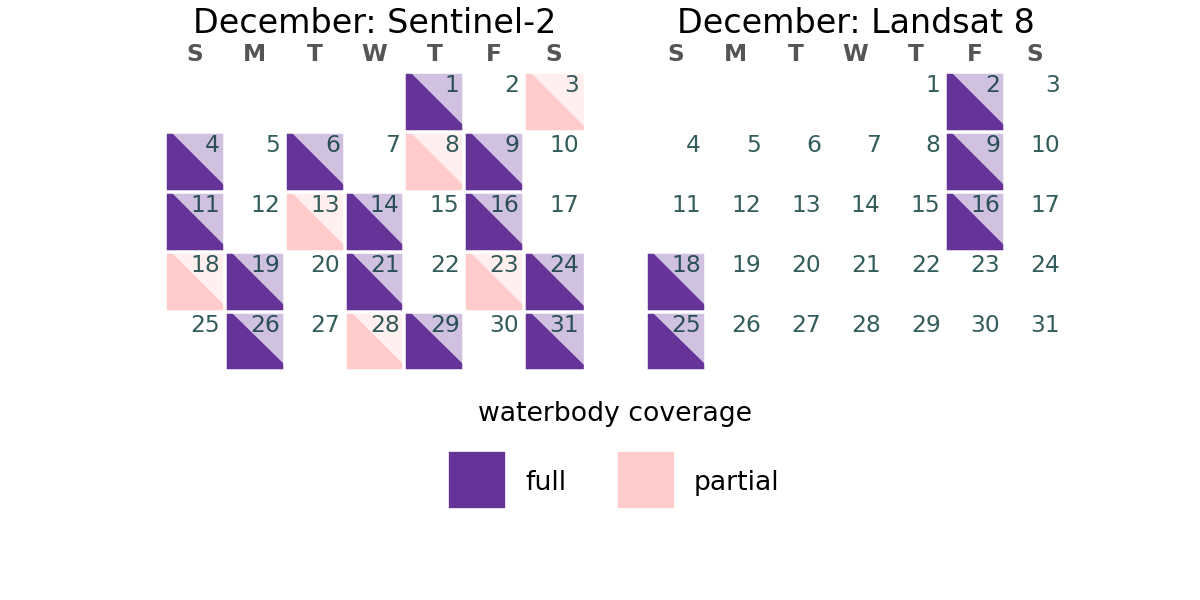 December: Sentinel-2
S M T W T F S
1 2 3
4 5 6 7 8 9 10
11 12 13 14 15 16 17
18 19 20 21 22 23 24
25 26 27 28 29 30 31
December: Landsat 8
S M T W T F S
1 2 3
4 5 6 7 8 9 10
11 12 13 14 15 16 17
18 19 20 21 22 23 24
25 26 27 28 29 30 31
waterbody coverage
full
partial